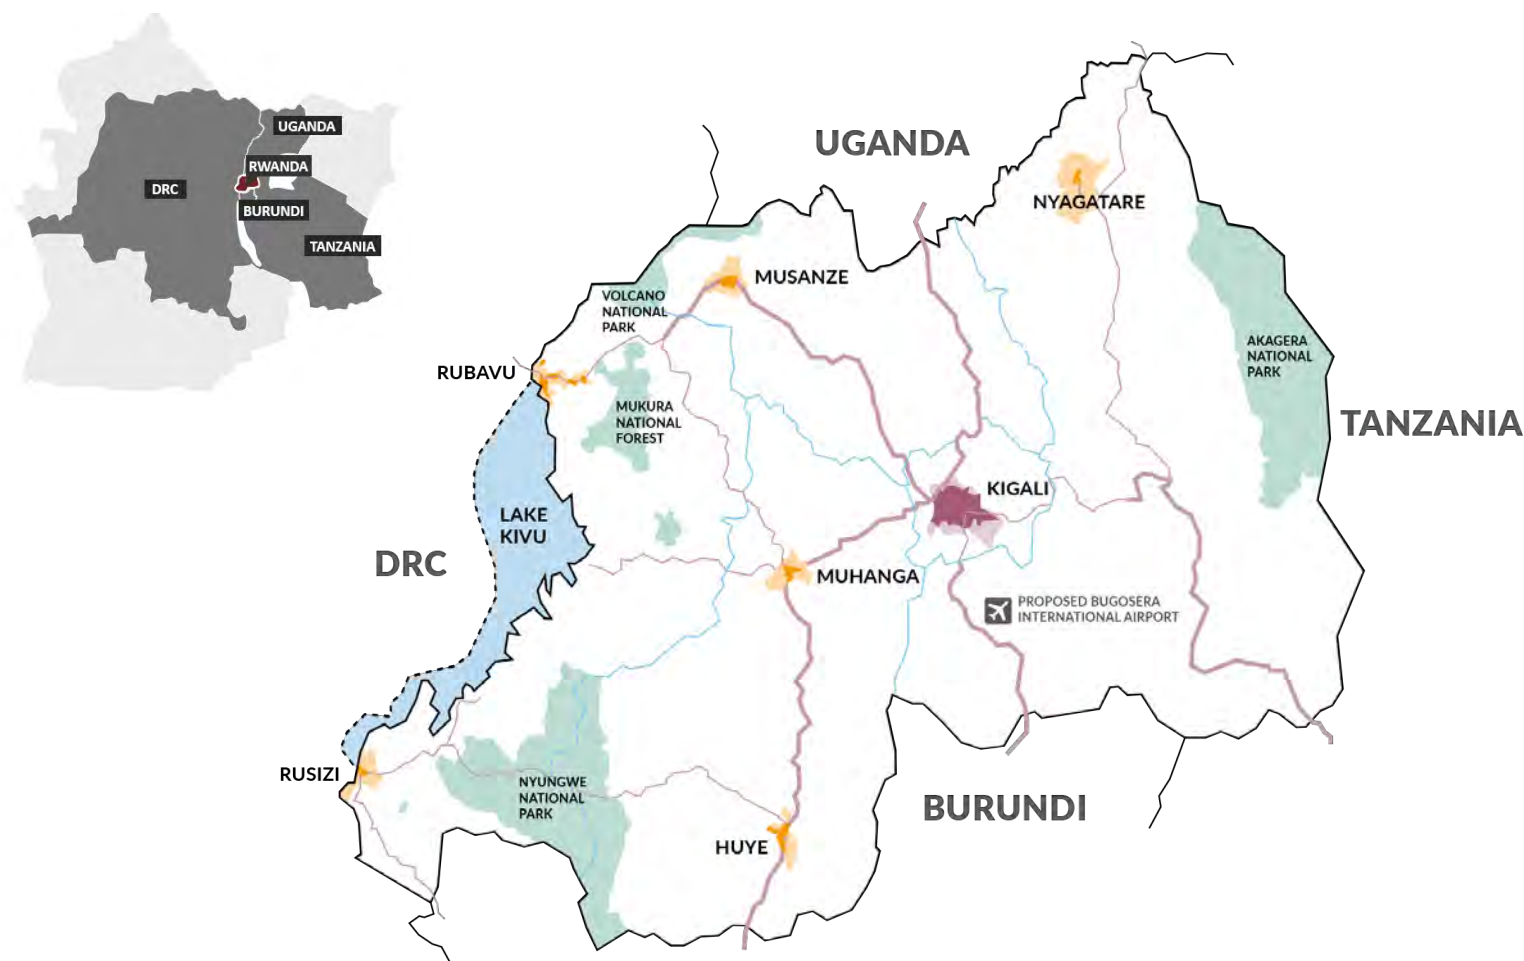 UGANDA
RWANDA
DRC
BURUNDI
TANZANIA
UGANDA
NYAGATARE
MUSANZE
VOLCANO
NATIONAL
PARK
AKAGERA
NATIONAL
PARK
RUBAVU
MUKURA
NATIONAL
FOREST
TANZANIA
KIGALI
LAKE
KIVU
DRC
MUHANGA
PROPOSED BUGOSERA
INTERNATIONAL AIRPORT
RUSIZI
NYUNGWE
NATIONAL
PARK
BURUNDI
HUYE